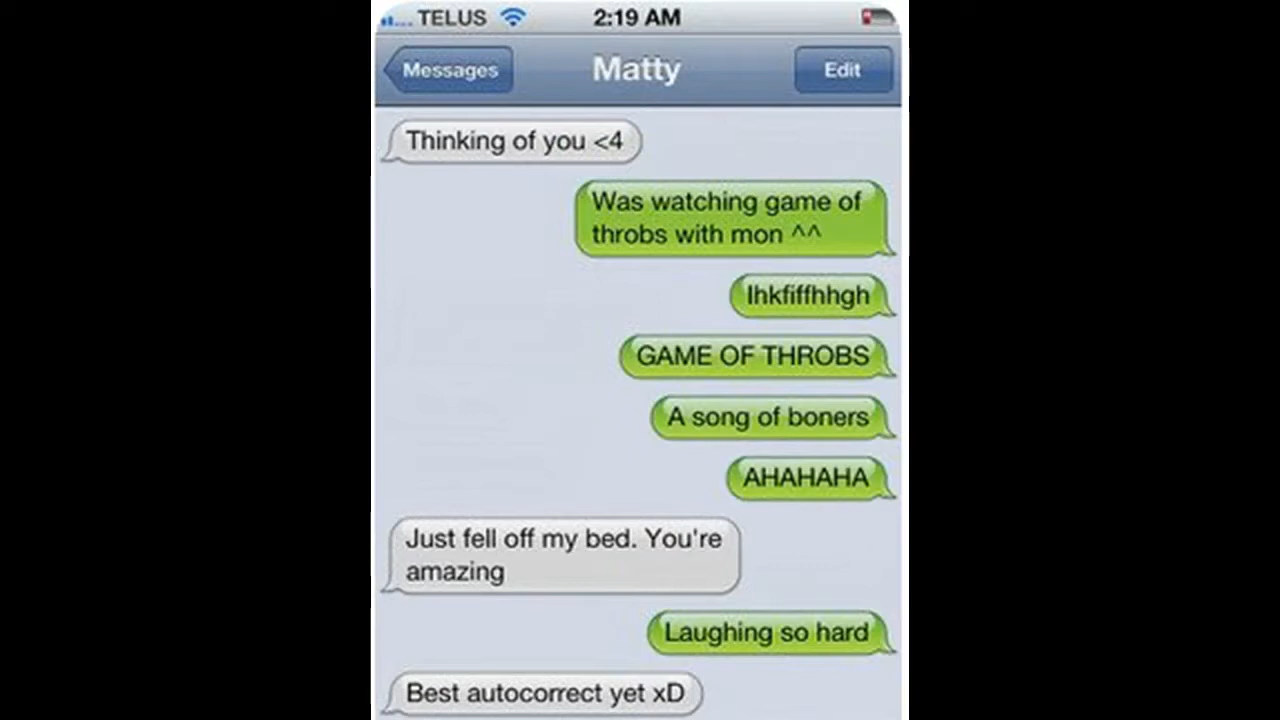 TELUS 2:19 AM
Messages Matty Edit
Thinking of you <4
Was watching game of
throbs with mon ^^
Ihkfiffhhgh
GAME OF THROBS
A song of boners
AHAHAHA
Just fell off my bed. You're
amazing
Laughing so hard
Best autocorrect yet xD